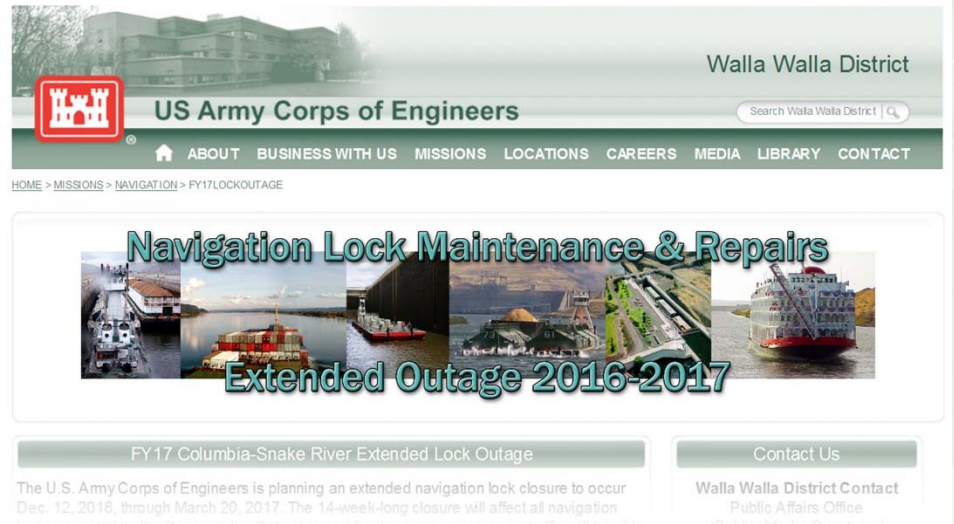 Walla Walla District
US Army Corps of Engineers
Search Walla Walla District
®
ABOUT BUSINESS WITH US MISSIONS LOCATIONS CAREERS MEDIA LIBRARY CONTACT
HOME > MISSIONS > NAVIGATION > FY17LOCKOUTAGE
Navigation Lock Maintenance & Repairs
Extended Outage 2016-2017
FY17 Columbia-Snake River Extended Lock Outage
The U.S. Army Corps of Engineers is planning an extended navigation lock closure to occur
Dec. 12, 2016, through March 20, 2017. The 14-week-long closure will affect all navigation
Contact Us
Walla Walla District Contact
Public Affairs Office